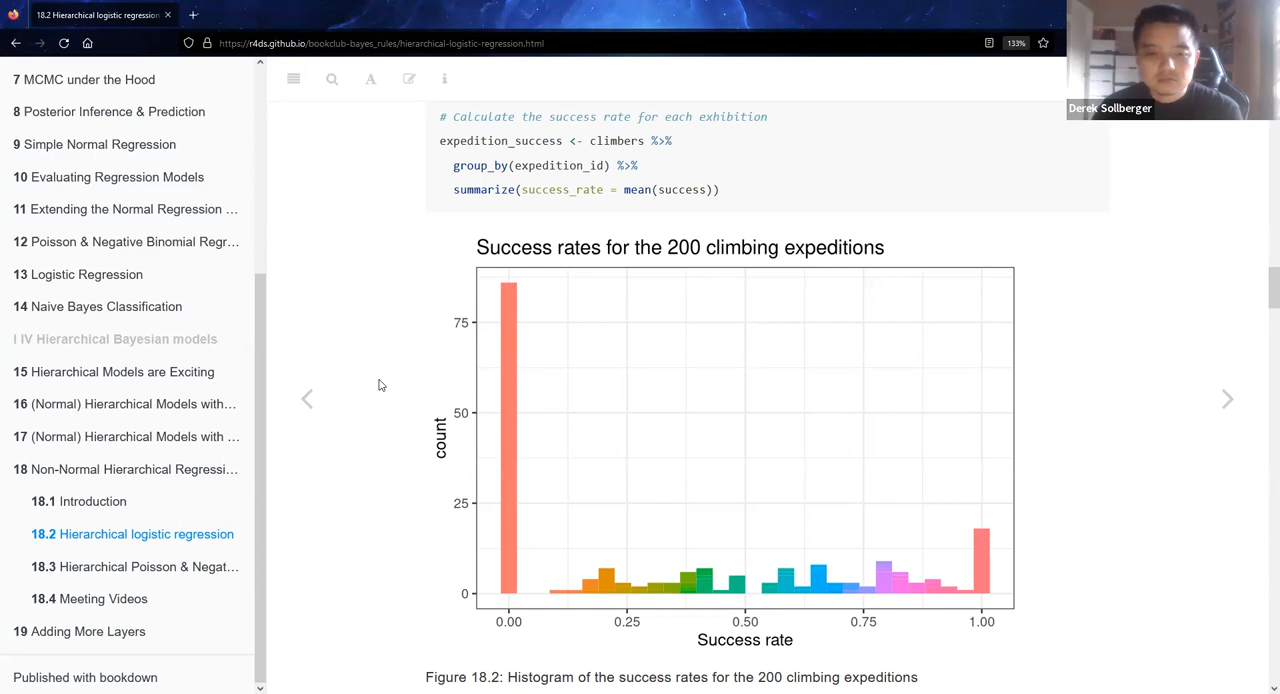 18.2 Hierarchical logistic regression
https://r4ds.github.io/bookclub-bayes_rules/hierarchical-logistic-regression.html
133%
Derek Sollberger
7 MCMC under the Hood
8 Posterior Inference & Prediction
9 Simple Normal Regression
10 Evaluating Regression Models
11 Extending the Normal Regression …
12 Poisson & Negative Binomial Regr…
13 Logistic Regression
14 Naive Bayes Classification
I IV Hierarchical Bayesian models
15 Hierarchical Models are Exciting
16 (Normal) Hierarchical Models with…
17 (Normal) Hierarchical Models with …
18 Non-Normal Hierarchical Regressi…
18.1 Introduction
18.2 Hierarchical logistic regression
18.3 Hierarchical Poisson & Negat…
18.4 Meeting Videos
19 Adding More Layers
Published with bookdown
# Calculate the success rate for each exhibition
expedition_success <- climbers %>%
group_by(expedition_id) %>%
summarize(success_rate = mean(success))
Success rates for the 200 climbing expeditions
75
50
25
0
count
0.00 0.25 0.50 0.75 1.00
Success rate
Figure 18.2: Histogram of the success rates for the 200 climbing expeditions